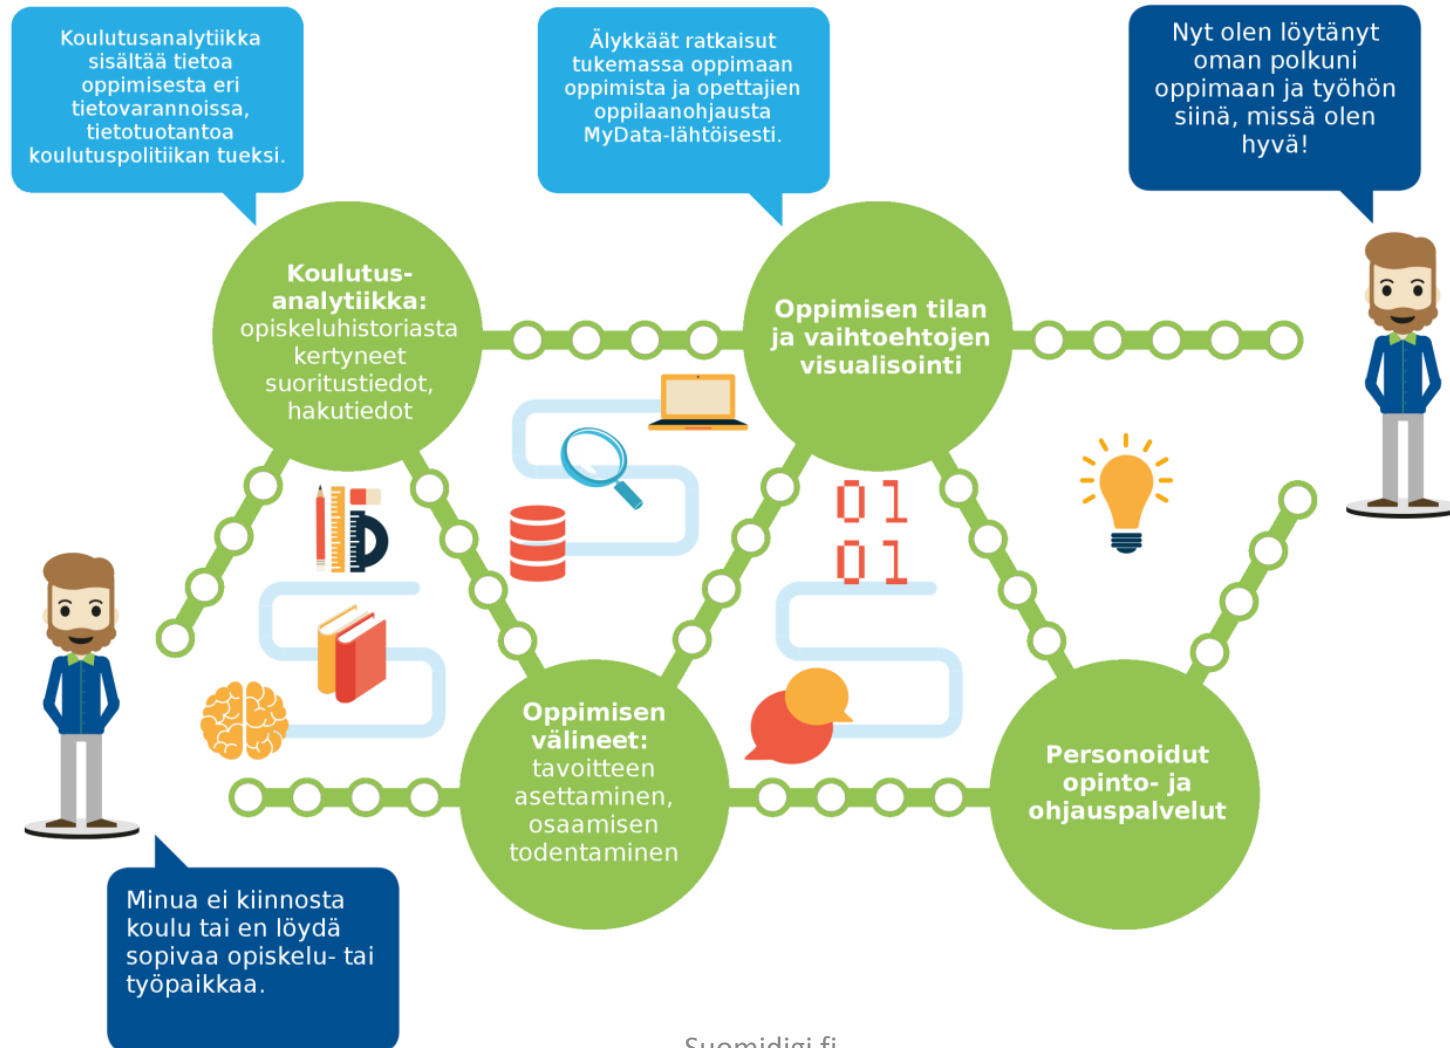 Koulutusanalytiikka
sisältää tietoa
oppimisesta eri
tietovarannoissa,
tietotuotantoa
koulutuspolitiikan tueksi.
Älykkäät ratkaisut
tukemassa oppimaan
oppimista ja opettajien
oppilaanohjausta
MyData-lähtöisesti.
Nyt olen löytänyt
oman polkuni
oppimaan ja työhön
siinä, missä olen
hyvä!
Koulutus-
analytiikka:
opiskeluhistoriasta
kertyneet
suoritustiedot,
hakutiedot
Oppimisen tilan
ja vaihtoehtojen
visualisointi
01
01
Oppimisen
välineet:
tavoitteen
asettaminen,
osaamisen
todentaminen
Personoidut
opinto- ja
ohjauspalvelut
Minua ei kiinnosta
koulu tai en löydä
sopivaa opiskelu- tai
työpaikkaa.
Suomidigi.fi